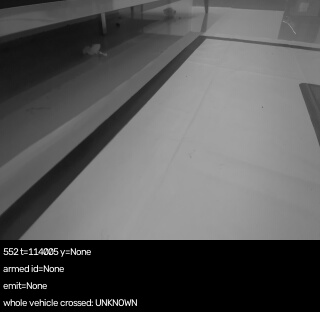 552 t=114005 y=None
armed id=None
emit=None
whole vehicle crossed: UNKNOWN